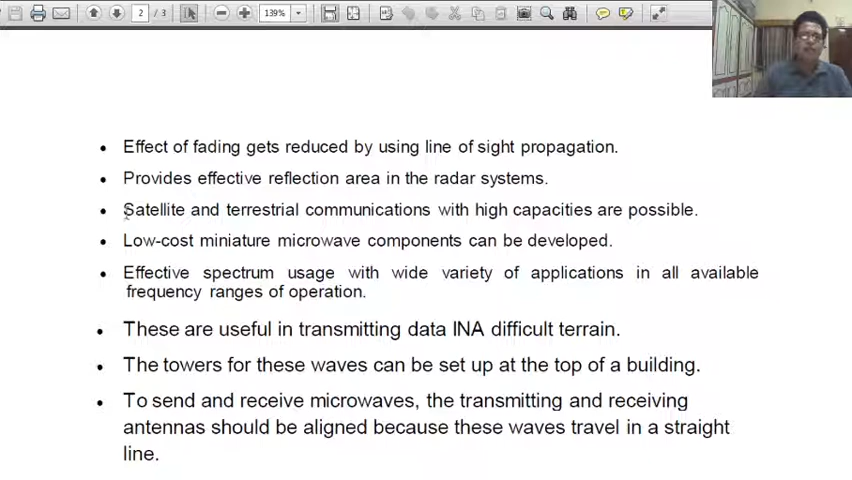 2 / 3
139%
• Effect of fading gets reduced by using line of sight propagation.
• Provides effective reflection area in the radar systems.
• Satellite and terrestrial communications with high capacities are possible.
• Low-cost miniature microwave components can be developed.
• Effective spectrum usage with wide variety of applications in all available
frequency ranges of operation.
• These are useful in transmitting data INA difficult terrain.
• The towers for these waves can be set up at the top of a building.
• To send and receive microwaves, the transmitting and receiving
antennas should be aligned because these waves travel in a straight
line.